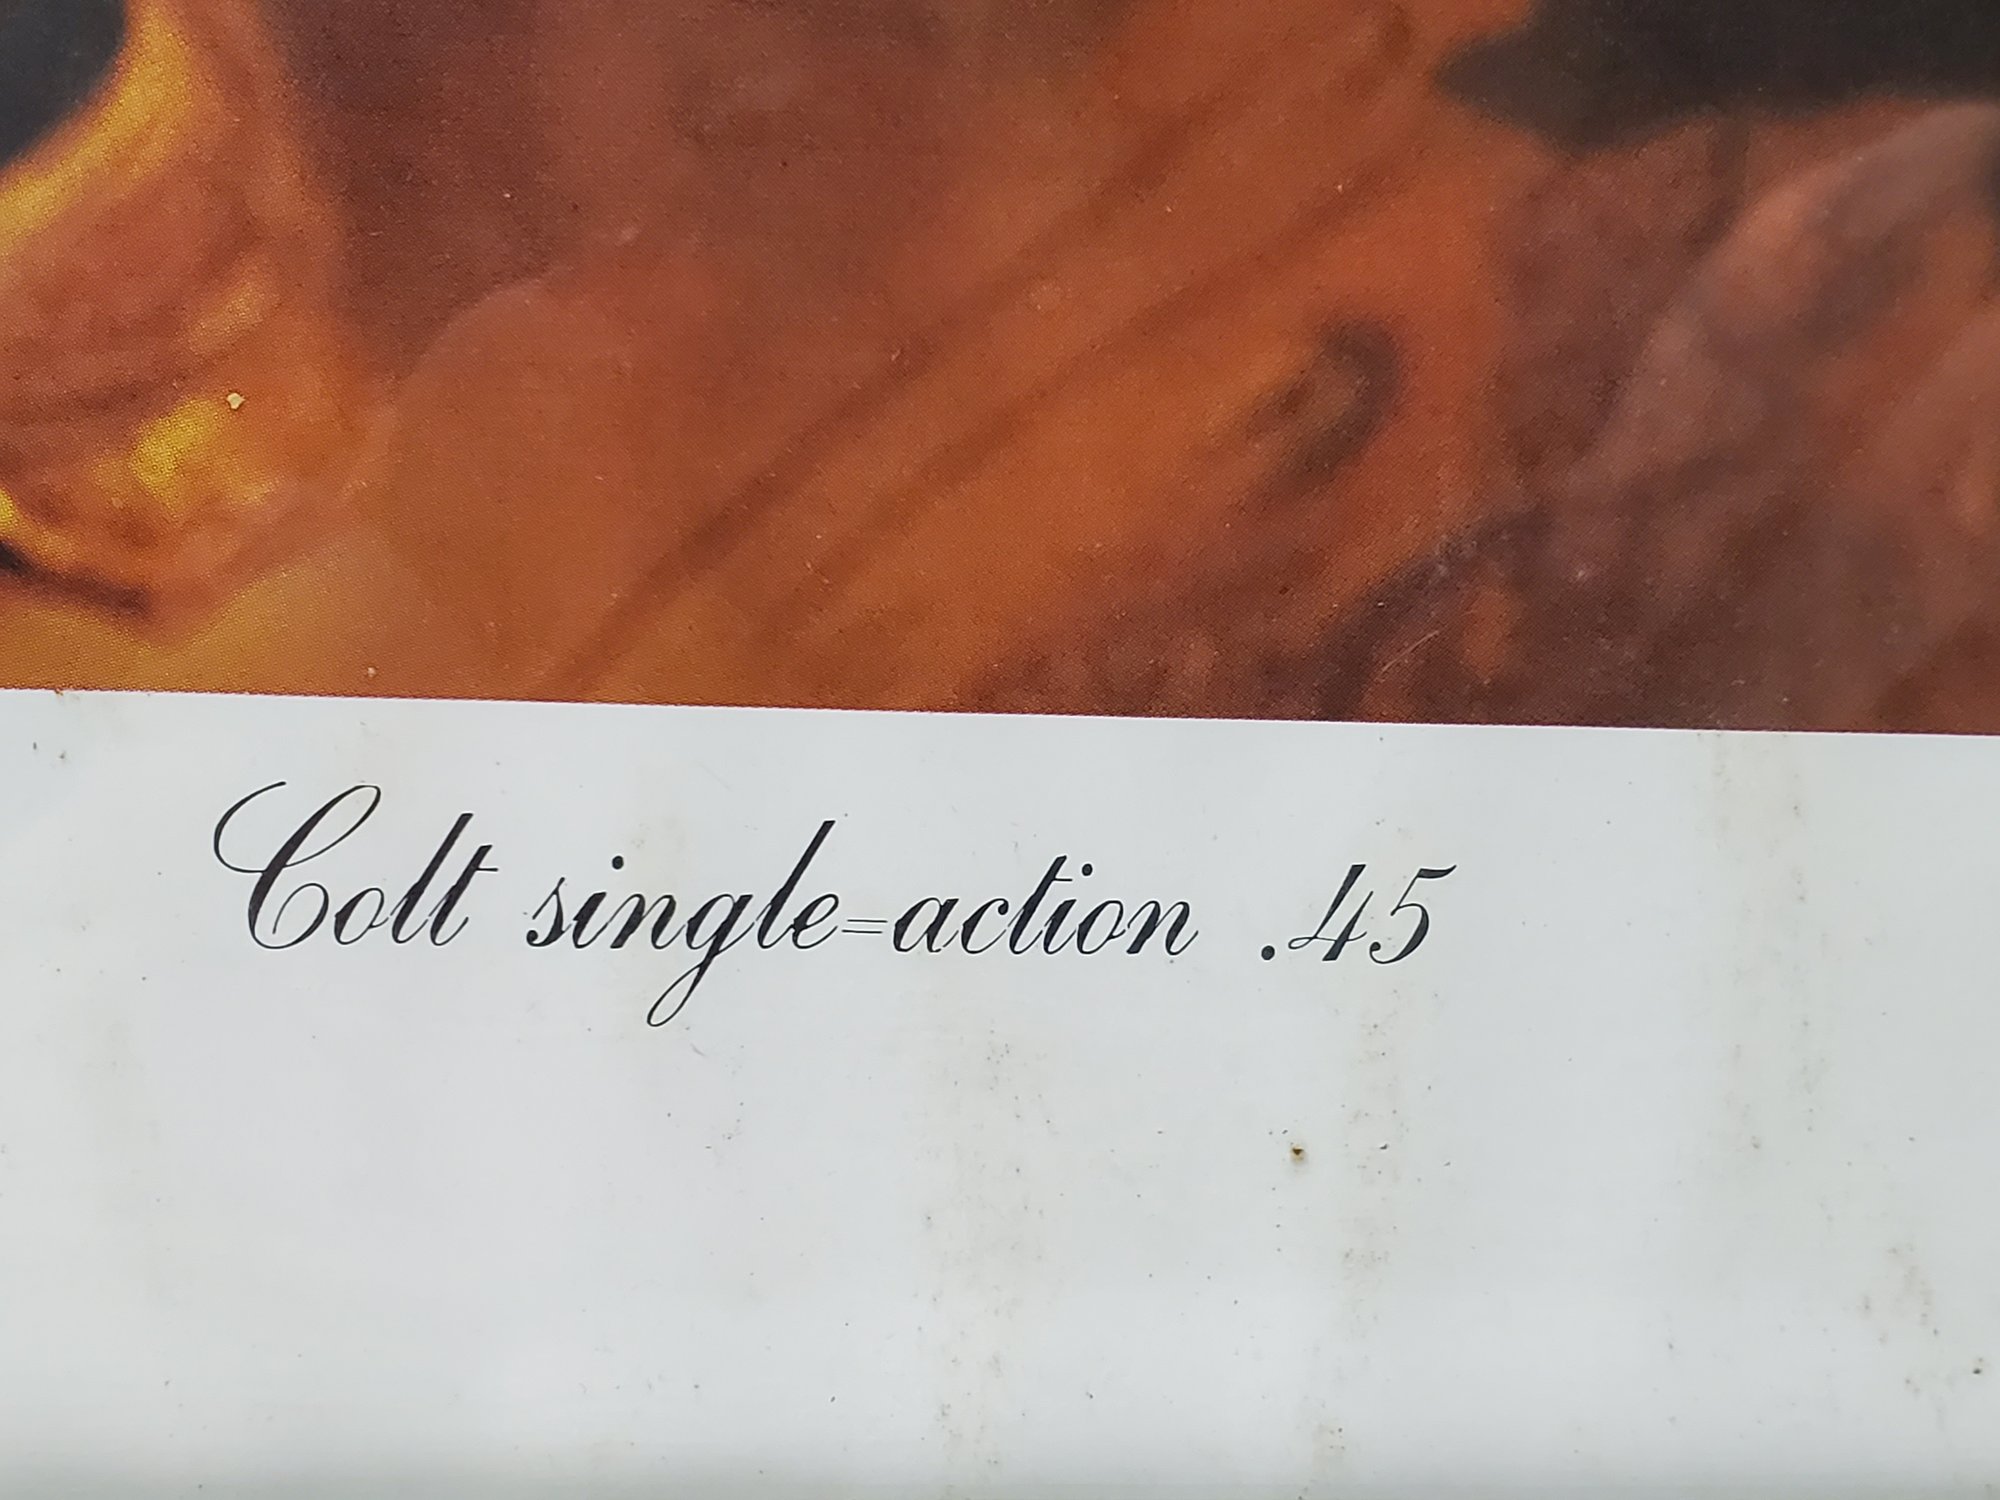 Colt single=action .45